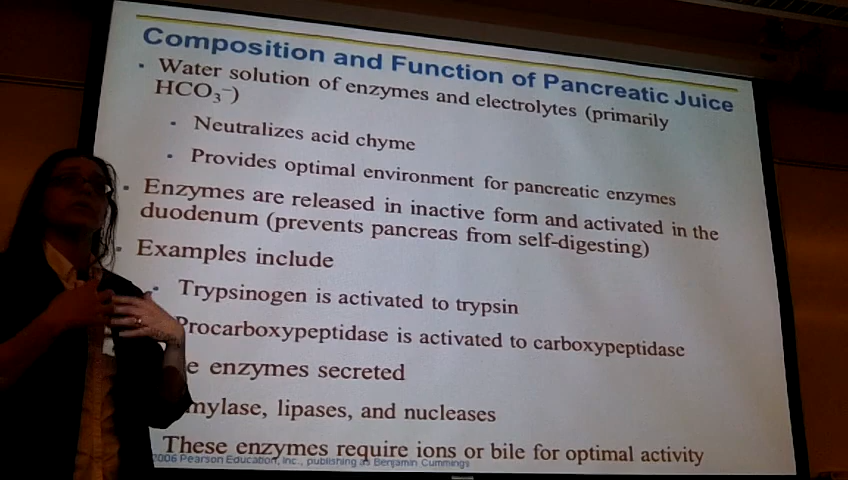 Composition and Function of Pancreatic Juice
• Water solution of enzymes and electrolytes (primarily
HCO₃⁻)
• Neutralizes acid chyme
• Provides optimal environment for pancreatic enzymes
• Enzymes are released in inactive form and activated in the
duodenum (prevents pancreas from self-digesting)
• Examples include
• Trypsinogen is activated to trypsin
Procarboxypeptidase is activated to carboxypeptidase
e enzymes secreted
mylase, lipases, and nucleases
These enzymes require ions or bile for optimal activity
2006 Pearson Education, Inc., publishing as Benjamin Cummings